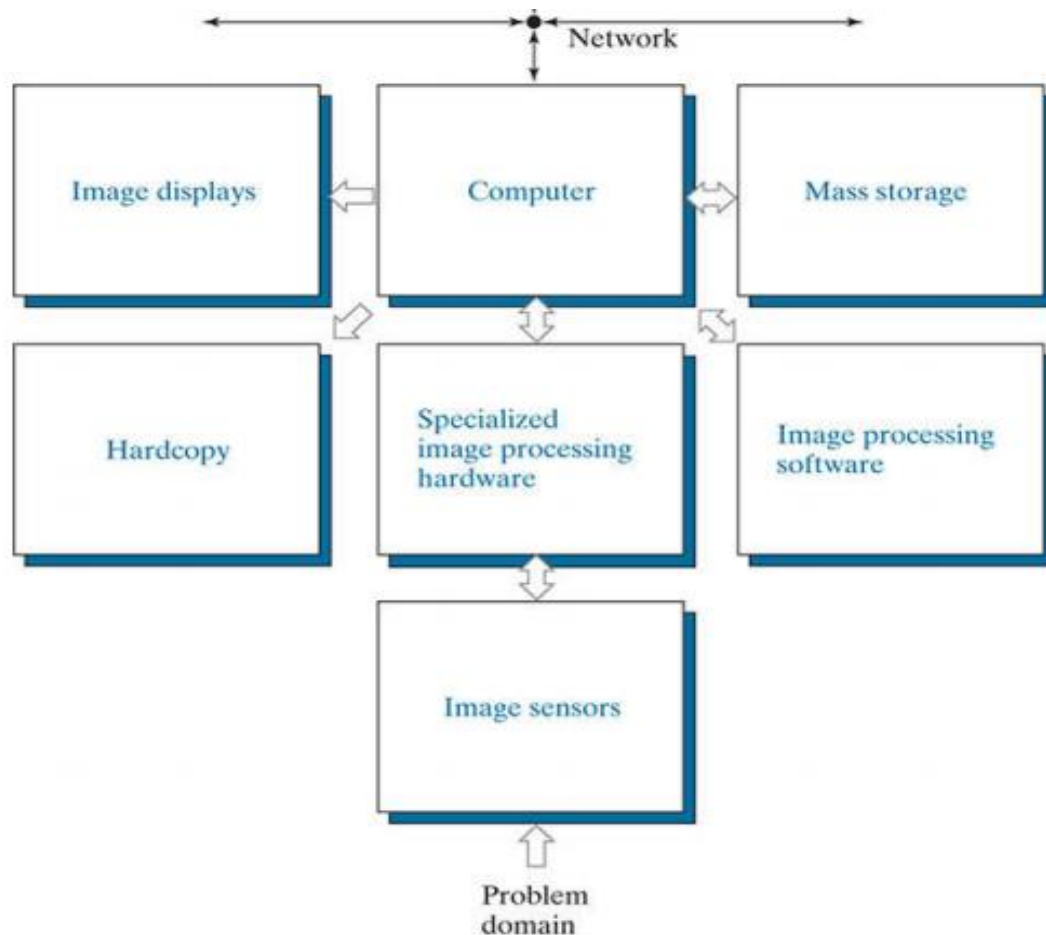 Network
Image displays
Computer
Mass storage
Hardcopy
Specialized
image processing
hardware
Image processing
software
Image sensors
Problem
domain